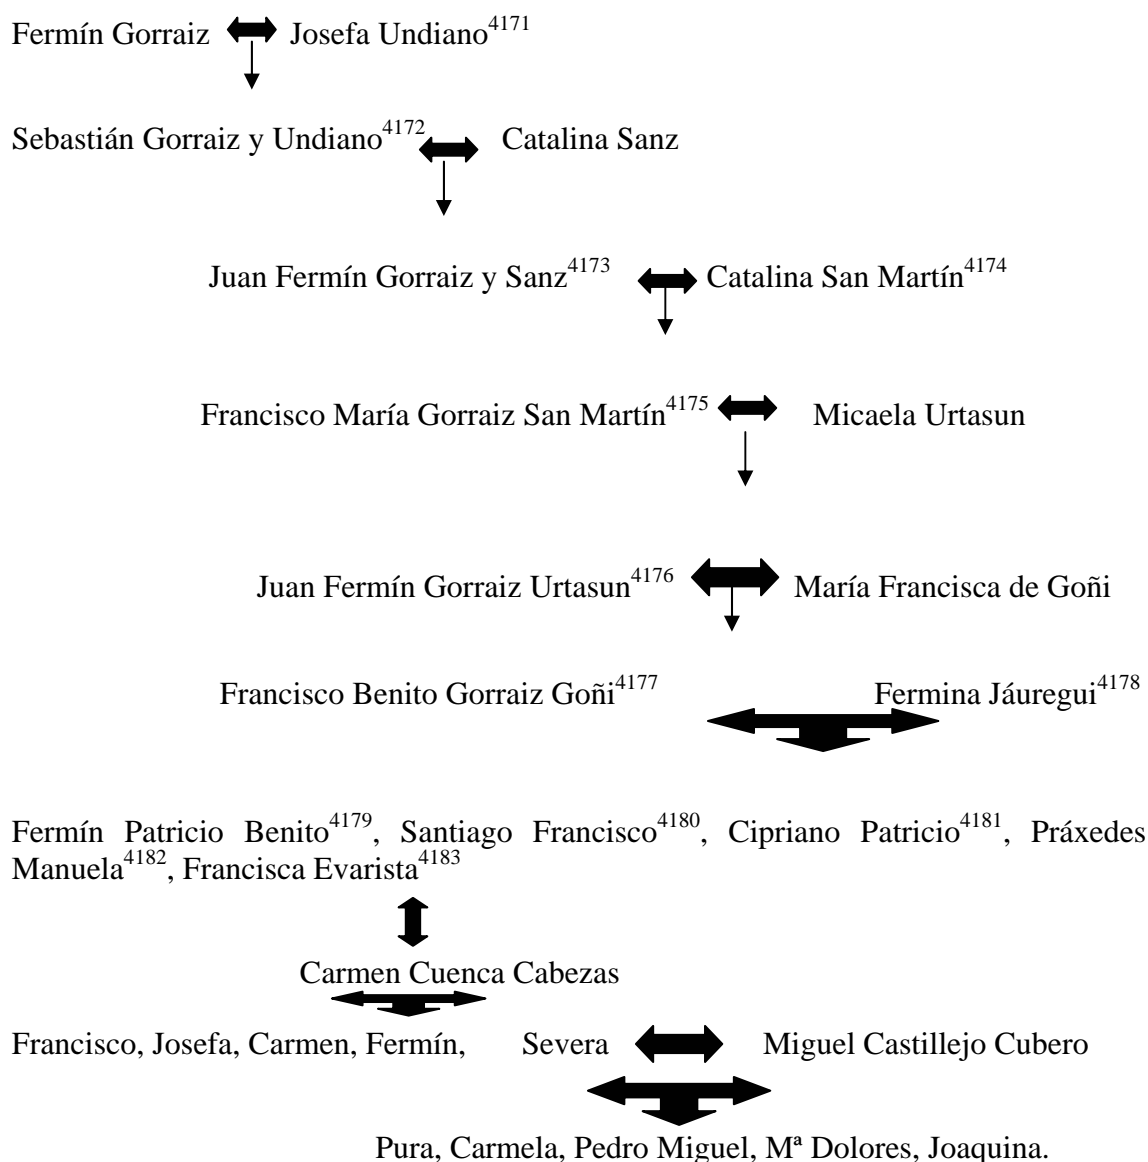 Fermín Gorraiz Josefa Undiano4171
Sebastián Gorraiz y Undiano4172 Catalina Sanz
Juan Fermín Gorraiz y Sanz4173 Catalina San Martín4174
Francisco María Gorraiz San Martín4175 Micaela Urtasun
Juan Fermín Gorraiz Urtasun4176 María Francisca de Goñi
Francisco Benito Gorraiz Goñi4177 Fermina Jáuregui4178
Fermín Patricio Benito4179, Santiago Francisco4180, Cipriano Patricio4181, Práxedes
Manuela4182, Francisca Evarista4183
Carmen Cuenca Cabezas
Francisco, Josefa, Carmen, Fermín, Severa Miguel Castillejo Cubero
Pura, Carmela, Pedro Miguel, Mª Dolores, Joaquina.